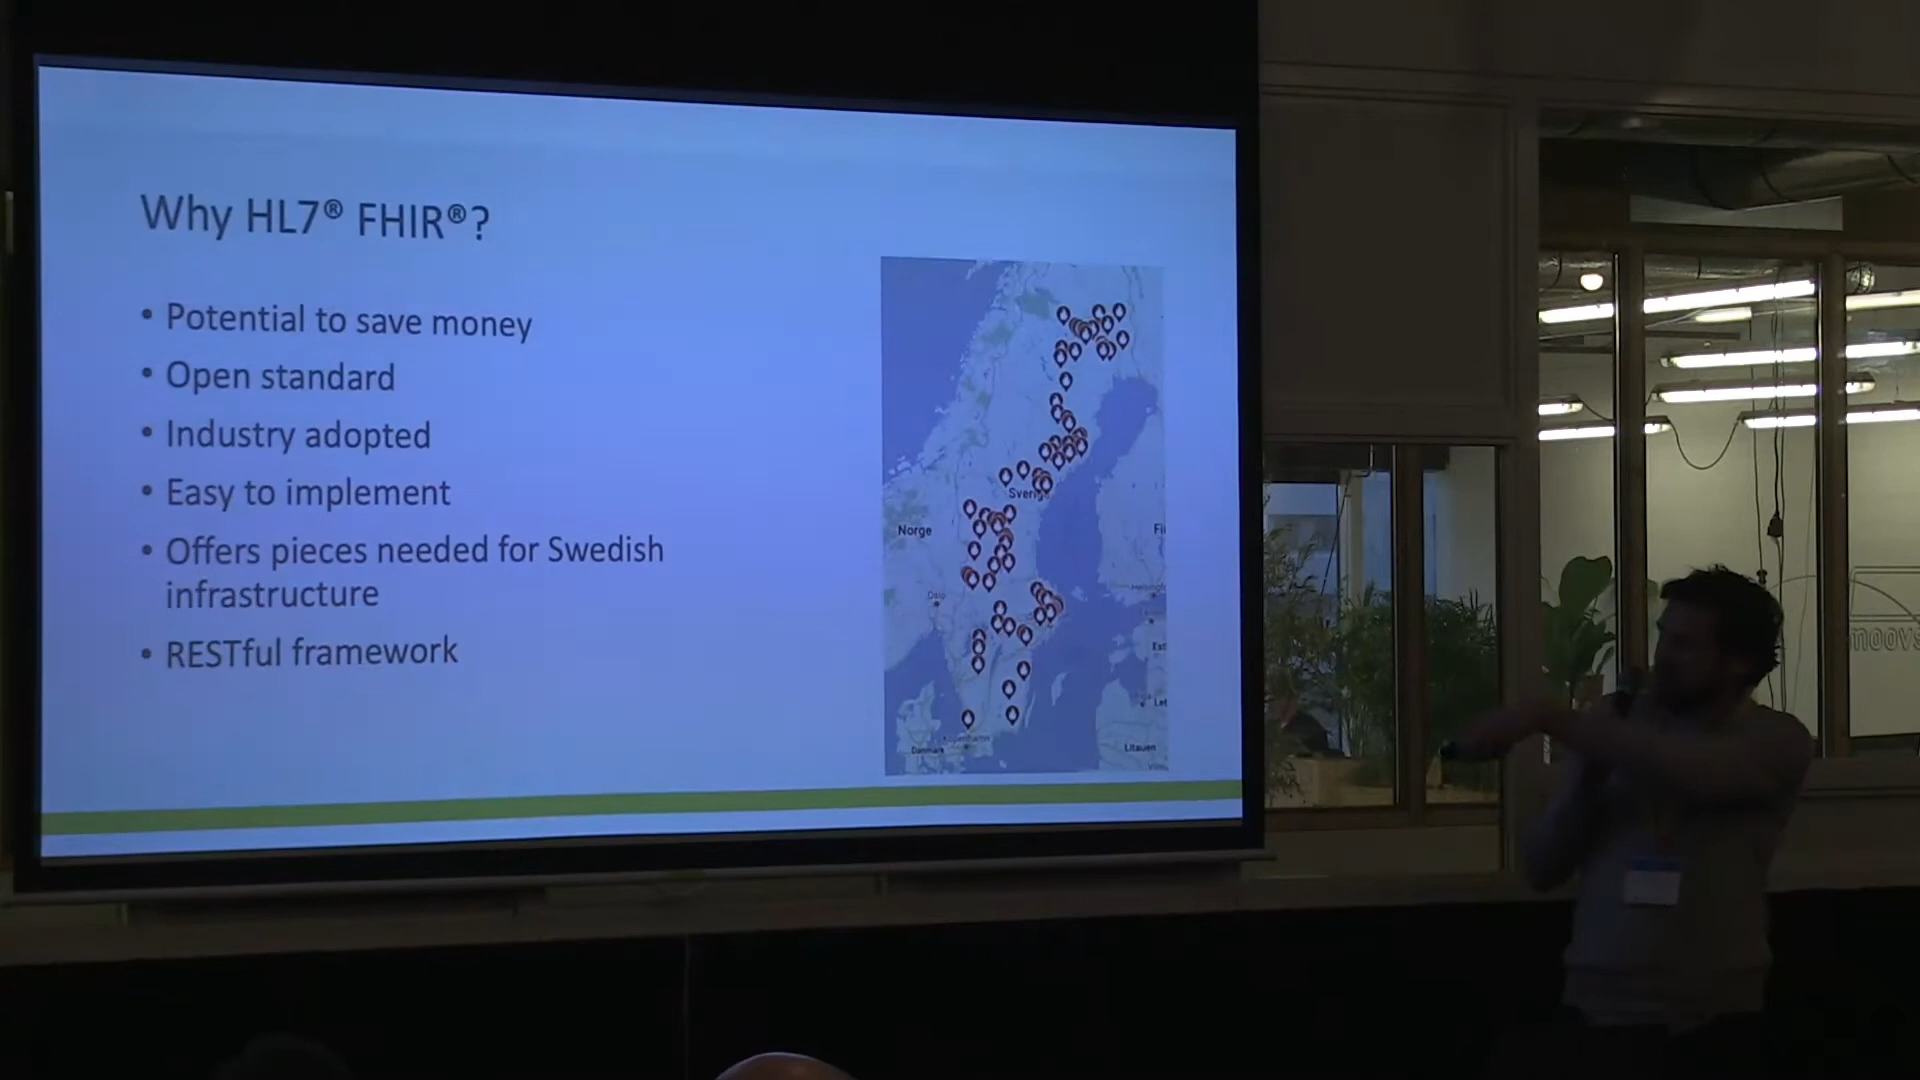 Why HL7® FHIR®?
• Potential to save money
• Open standard
• Industry adopted
• Easy to implement
• Offers pieces needed for Swedish
infrastructure
• RESTful framework
Norge
Oslo
Danmark
Litauen